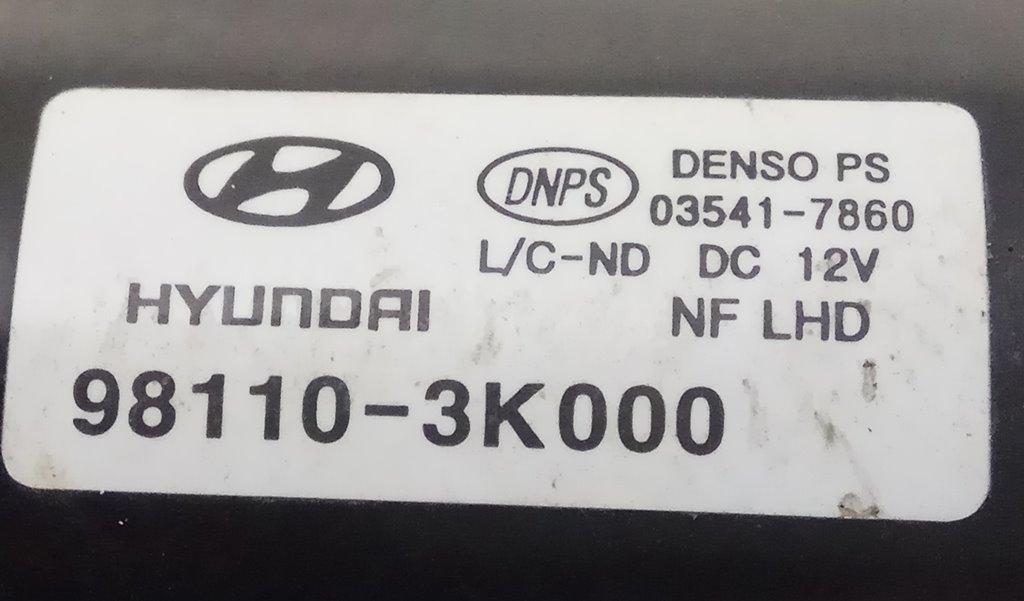 DNPS
DENSO PS
03541-7860
L/C-ND DC 12V
HYUNDAI
NF LHD
98110-3K000